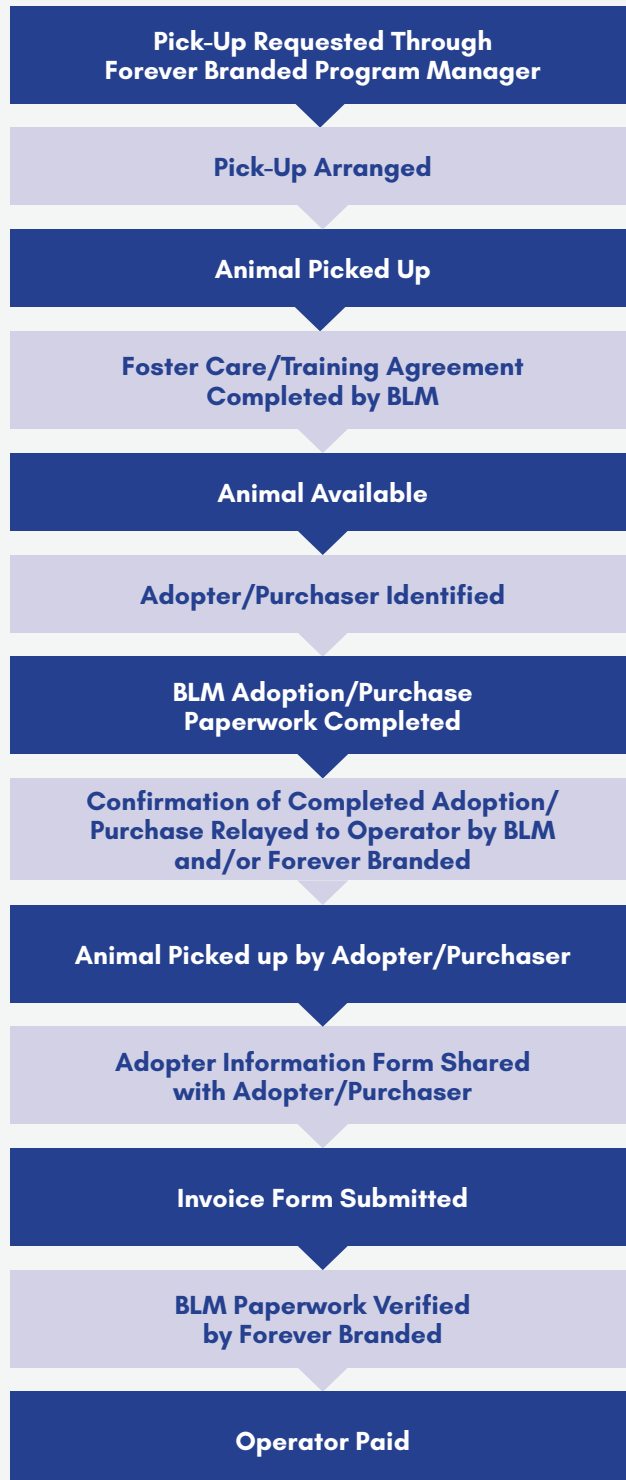 Pick-Up Requested Through
Forever Branded Program Manager
Pick-Up Arranged
Animal Picked Up
Foster Care/Training Agreement
Completed by BLM
Animal Available
Adopter/Purchaser Identified
BLM Adoption/Purchase
Paperwork Completed
Confirmation of Completed Adoption/
Purchase Relayed to Operator by BLM
and/or Forever Branded
Animal Picked up by Adopter/Purchaser
Adopter Information Form Shared
with Adopter/Purchaser
Invoice Form Submitted
BLM Paperwork Verified
by Forever Branded
Operator Paid